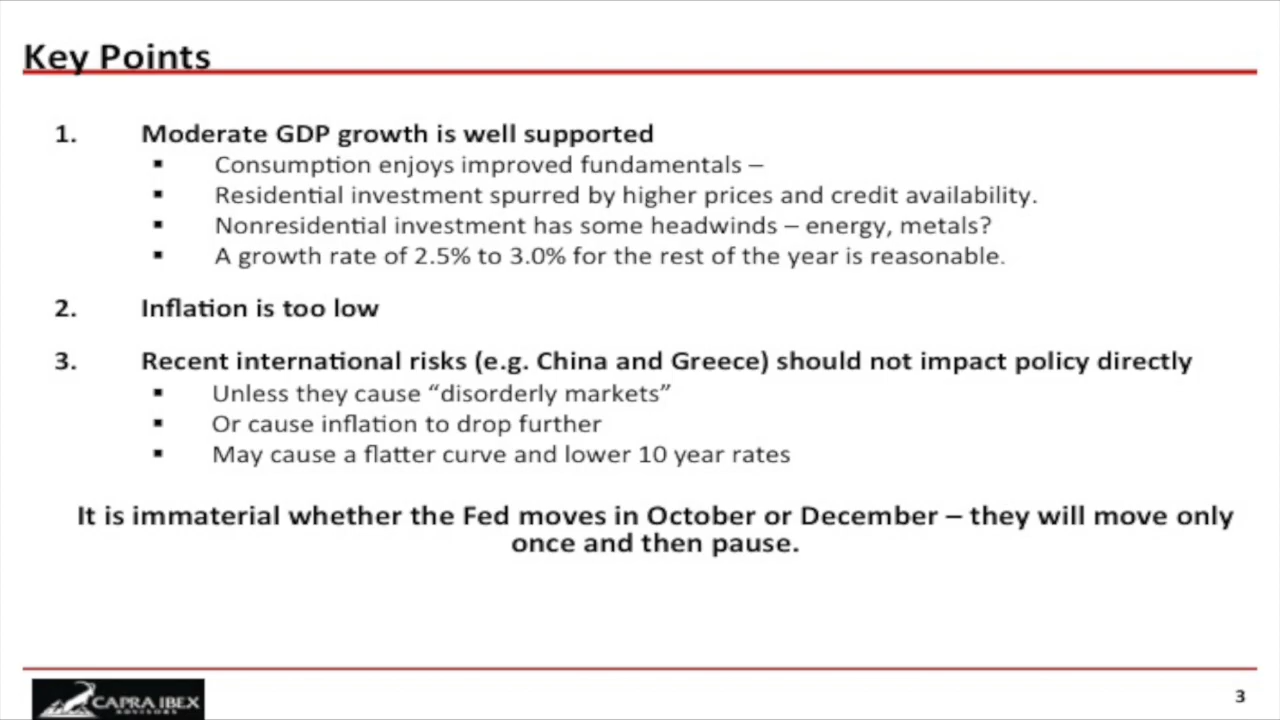 Key Points
1. Moderate GDP growth is well supported
▪ Consumption enjoys improved fundamentals –
▪ Residential investment spurred by higher prices and credit availability.
▪ Nonresidential investment has some headwinds – energy, metals?
▪ A growth rate of 2.5% to 3.0% for the rest of the year is reasonable.
2. Inflation is too low
3. Recent international risks (e.g. China and Greece) should not impact policy directly
▪ Unless they cause “disorderly markets”
▪ Or cause inflation to drop further
▪ May cause a flatter curve and lower 10 year rates
It is immaterial whether the Fed moves in October or December – they will move only
once and then pause.
CAPRA IBEX
ADVISORS
3